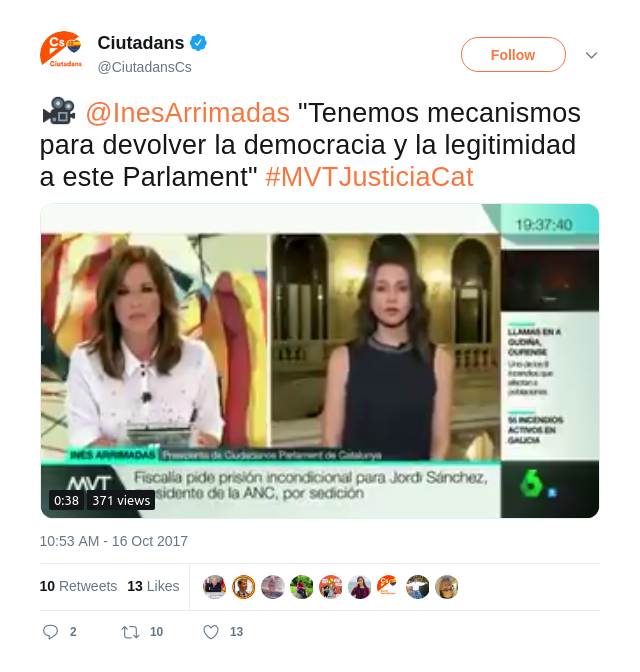 Cs
Ciutadans
Ciutadans
@CiutadansCs
Follow
@InesArrimadas "Tenemos mecanismos
para devolver la democracia y la legitimidad
a este Parlament" #MVTJusticiaCat
19:37:40
LLAMAS EN A
GUDIÑA,
OURENSE
Uno de los 9
incendios que
afectan a
poblaciones
55 INCENDIOS
ACTIVOS EN
GALICIA
INÉS ARRIMADAS Presidenta de Ciudadanos Parlament de Catalunya
MVT
Fiscalía pide prisión incondicional para Jordi Sánchez,
sidente de la ANC, por sedición
6
0:38 371 views
10:53 AM - 16 Oct 2017
10 Retweets 13 Likes
2 10 13